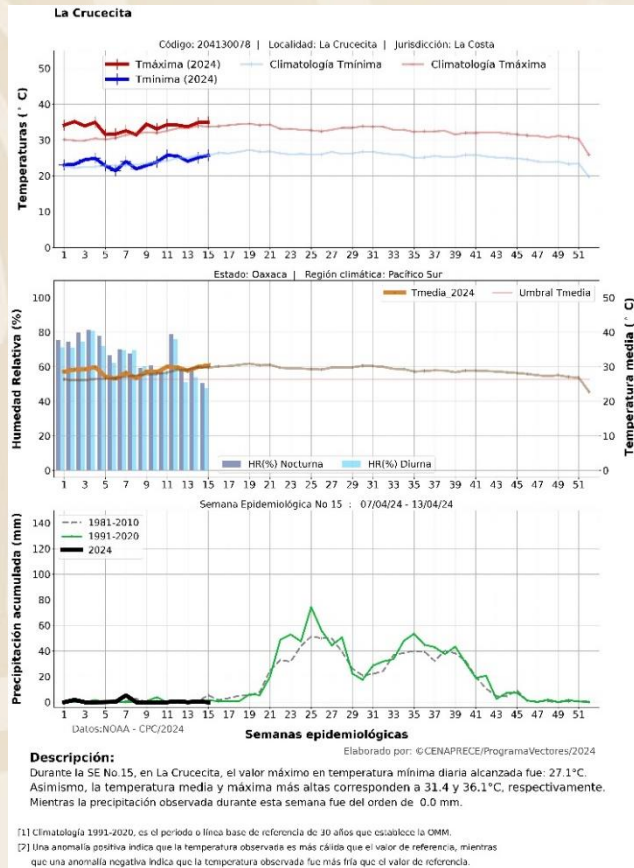 La Crucecita
Código: 204130078 | Localidad: La Crucecita | Jurisdicción: La Costa
Temperaturas (° C)
50
40
30
20
10
0
Tmáxima (2024)
Tmínima (2024)
Climatología Tmínima
Climatología Tmáxima
1 3 5 7 9 11 13 15 17 19 21 23 25 27 29 31 33 35 37 39 41 43 45 47 49 51
Estado: Oaxaca | Región climática: Pacífico Sur
Humedad Relativa (%)
100
80
60
40
20
0
Tmedia_2024
Umbral Tmedia
HR(%) Nocturna
HR(%) Diurna
50
40
30
20
10
0
Temperatura media (° C)
1 3 5 7 9 11 13 15 17 19 21 23 25 27 29 31 33 35 37 39 41 43 45 47 49 51
Semana Epidemiológica No 15 : 07/04/24 - 13/04/24
Precipitación acumulada (mm)
140
120
100
80
60
40
20
0
1981-2010
1991-2020
2024
1 3 5 7 9 11 13 15 17 19 21 23 25 27 29 31 33 35 37 39 41 43 45 47 49 51
Datos:NOAA - CPC/2024
Semanas epidemiológicas
Elaborado por: ©CENAPRECE/ProgramaVectores/2024
Descripción:
Durante la SE No.15, en La Crucecita, el valor máximo en temperatura mínima diaria alcanzada fue: 27.1°C.
Asimismo, la temperatura media y máxima más altas corresponden a 31.4 y 36.1°C, respectivamente.
Mientras la precipitación observada durante esta semana fue del orden de 0.0 mm.
[1] Climatología 1991-2020, es el periodo o línea base de referencia de 30 años que establece la OMM.
[2] Una anomalía positiva indica que la temperatura observada es más cálida que el valor de referencia, mientras
que una anomalía negativa indica que la temperatura observada fue más fría que el valor de referencia.